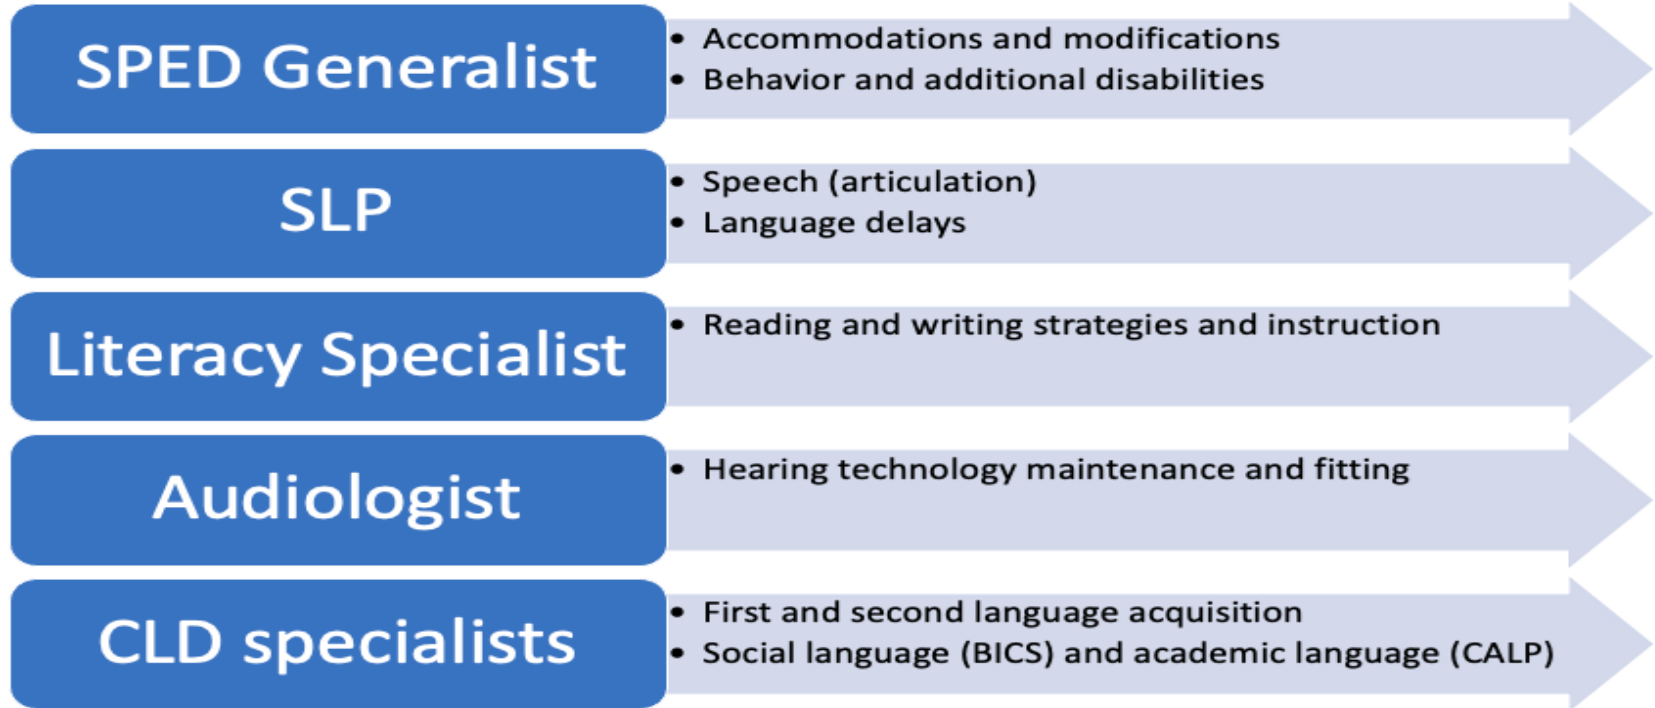 SPED Generalist
• Accommodations and modifications
• Behavior and additional disabilities
SLP
• Speech (articulation)
• Language delays
Literacy Specialist
• Reading and writing strategies and instruction
Audiologist
• Hearing technology maintenance and fitting
CLD specialists
• First and second language acquisition
• Social language (BICS) and academic language (CALP)